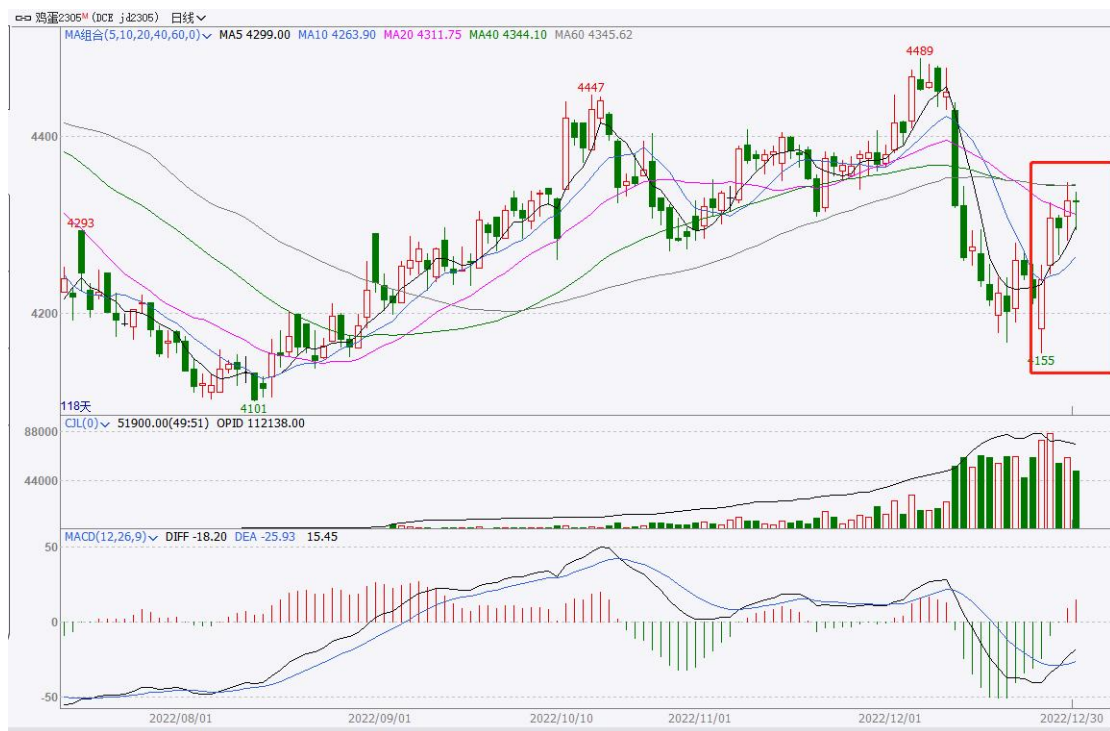 鸡蛋2305M (DCE jd2305) 日线
MA组合(5,10,20,40,60,0) MA5 4299.00 MA10 4263.90 MA20 4311.75 MA40 4344.10 MA60 4345.62
4489
4447
4400
4293
4200
4155
4101
118天
CJL(0) 51900.00(49:51) OPID 112138.00
88000
44000
MACD(12,26,9) DIFF -18.20 DEA -25.93 15.45
50
0
-50
2022/08/01 2022/09/01 2022/10/10 2022/11/01 2022/12/01 2022/12/30